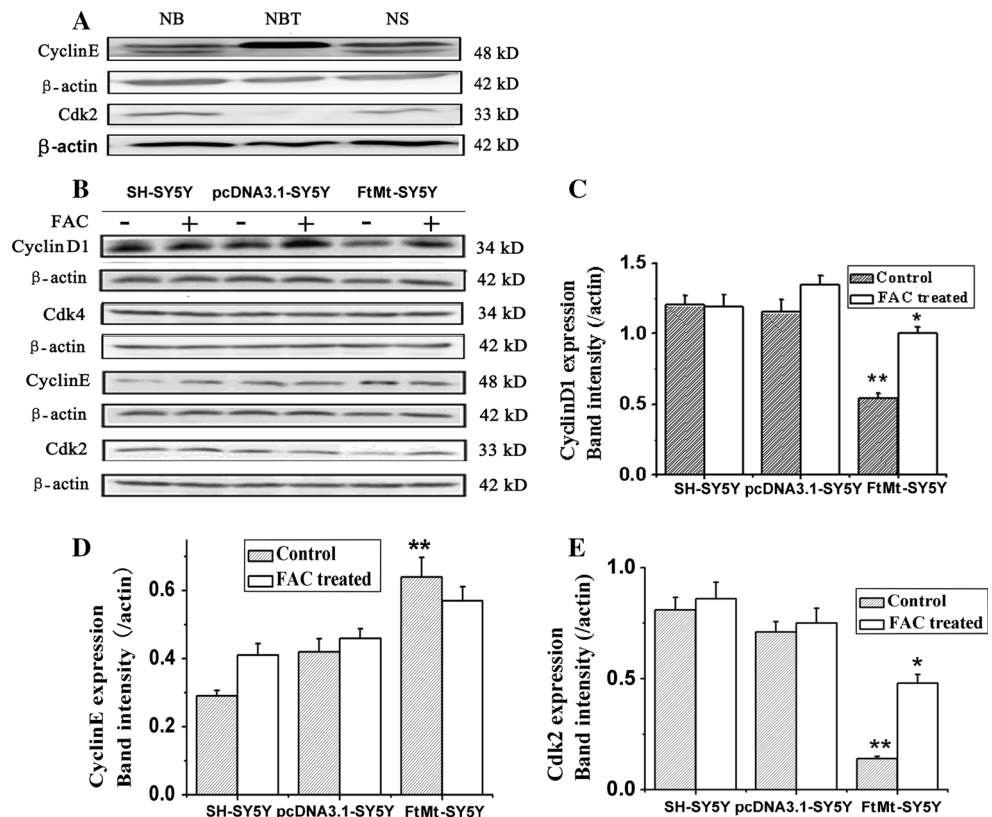 A
NB NBT NS
CyclinE 48 kD
β-actin 42 kD
Cdk2 33 kD
β-actin 42 kD
B
SH-SY5Y pcDNA3.1-SY5Y FtMt-SY5Y
FAC - + - + - +
CyclinD1 34 kD
β-actin 42 kD
Cdk4 34 kD
β-actin 42 kD
CyclinE 48 kD
β-actin 42 kD
Cdk2 33 kD
β-actin 42 kD
C
CyclinD1 expression
Band intensity (/actin)
1.5
1.0
0.5
0.0
Control
FAC treated
**
*
SH-SY5Y pcDNA3.1-SY5Y FtMt-SY5Y
D
CyclinE expression
Band intensity (/actin)
0.6
0.4
0.2
0.0
Control
FAC treated
**
SH-SY5Y pcDNA3.1-SY5Y FtMt-SY5Y
E
Cdk2 expression
Band intensity (/actin)
1.0
0.5
0.0
Control
FAC treated
**
*
SH-SY5Y pcDNA3.1-SY5Y FtMt-SY5Y